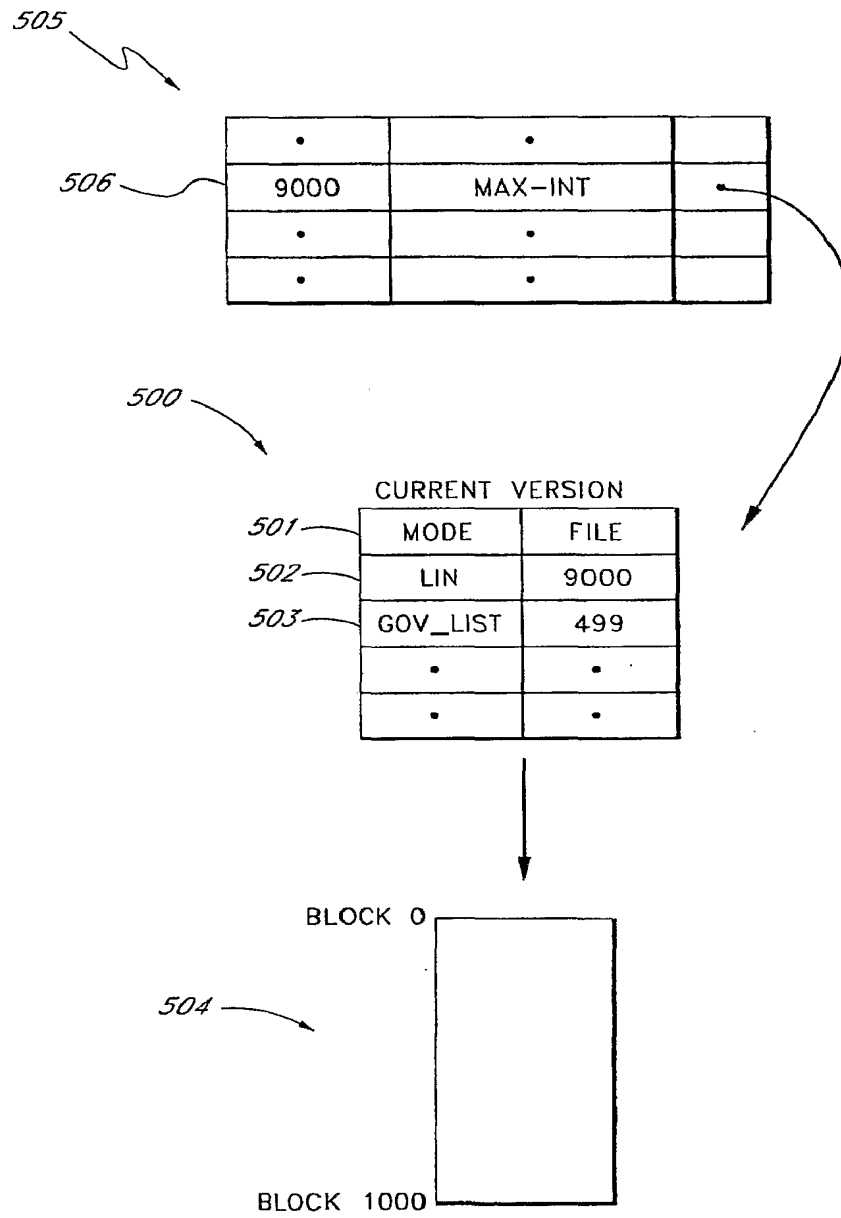 505
506
9000 MAX-INT
500
CURRENT VERSION
501 MODE FILE
502 LIN 9000
503 GOV_LIST 499
BLOCK 0
504
BLOCK 1000